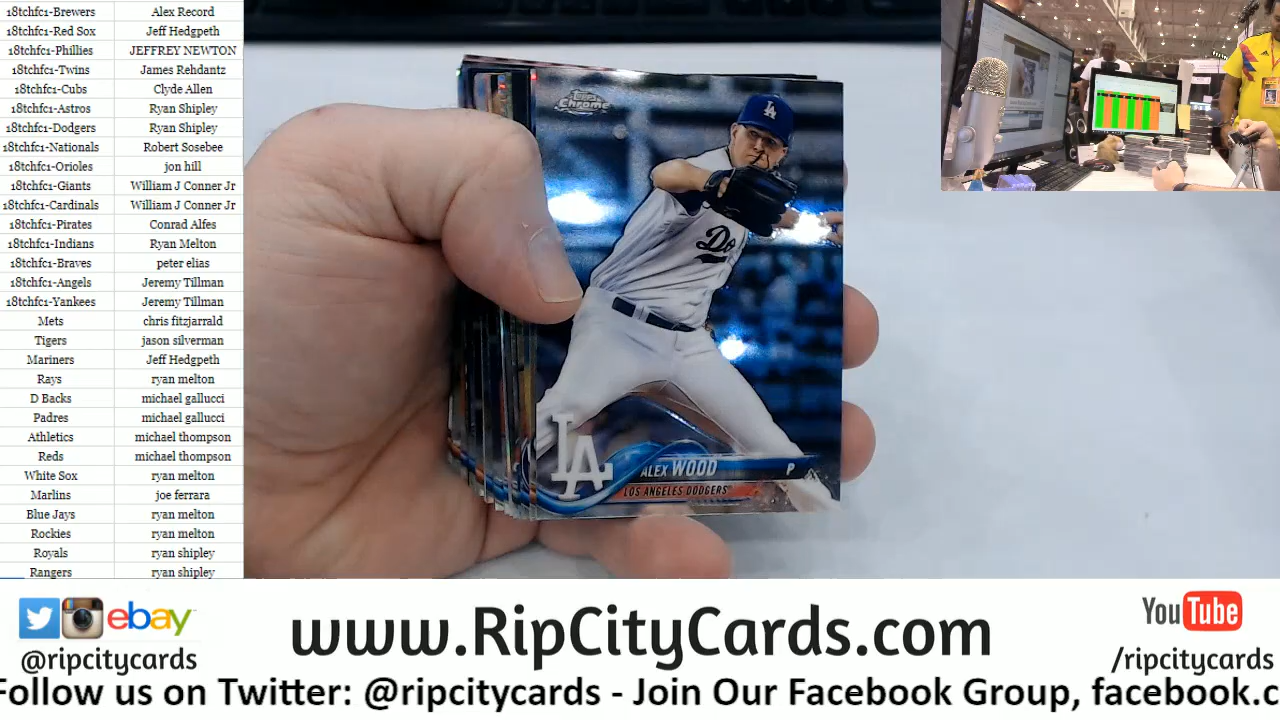 18tchfc1-Brewers Alex Record
18tchfc1-Red Sox Jeff Hedgpeth
18tchfc1-Phillies JEFFREY NEWTON
18tchfc1-Twins James Rehdantz
18tchfc1-Cubs Clyde Allen
18tchfc1-Astros Ryan Shipley
18tchfc1-Dodgers Ryan Shipley
18tchfc1-Nationals Robert Sosebee
18tchfc1-Orioles jon hill
18tchfc1-Giants William J Conner Jr
18tchfc1-Cardinals William J Conner Jr
18tchfc1-Pirates Conrad Alfes
18tchfc1-Indians Ryan Melton
18tchfc1-Braves peter elias
18tchfc1-Angels Jeremy Tillman
18tchfc1-Yankees Jeremy Tillman
Mets chris fitzjarrald
Tigers jason silverman
Mariners Jeff Hedgpeth
Rays ryan melton
D Backs michael gallucci
Padres michael gallucci
Athletics michael thompson
Reds michael thompson
White Sox ryan melton
Marlins joe ferrara
Blue Jays ryan melton
Rockies ryan melton
Royals ryan shipley
Rangers ryan shipley
Topps
Chrome
LA
Do
LA
ALEX WOOD P
LOS ANGELES DODGERS
ebay
@ripcitycards
www.RipCityCards.com
YouTube
/ripcitycards
Follow us on Twitter: @ripcitycards - Join Our Facebook Group, facebook.c